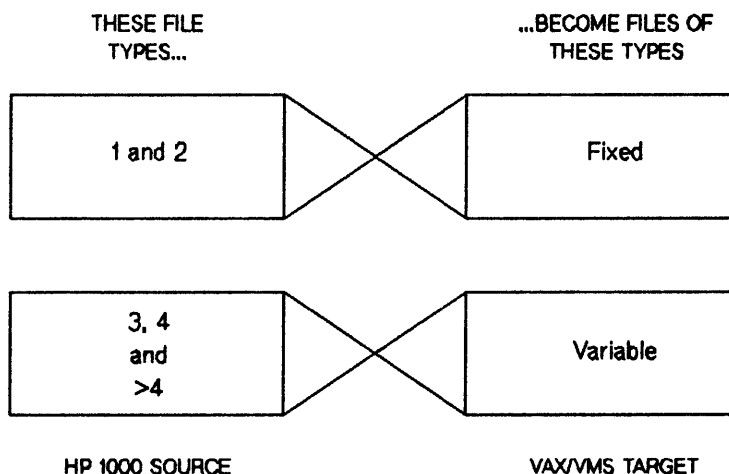 THESE FILE
TYPES...
...BECOME FILES OF
THESE TYPES
1 and 2
Fixed
3, 4
and
>4
Variable
HP 1000 SOURCE
VAX/VMS TARGET